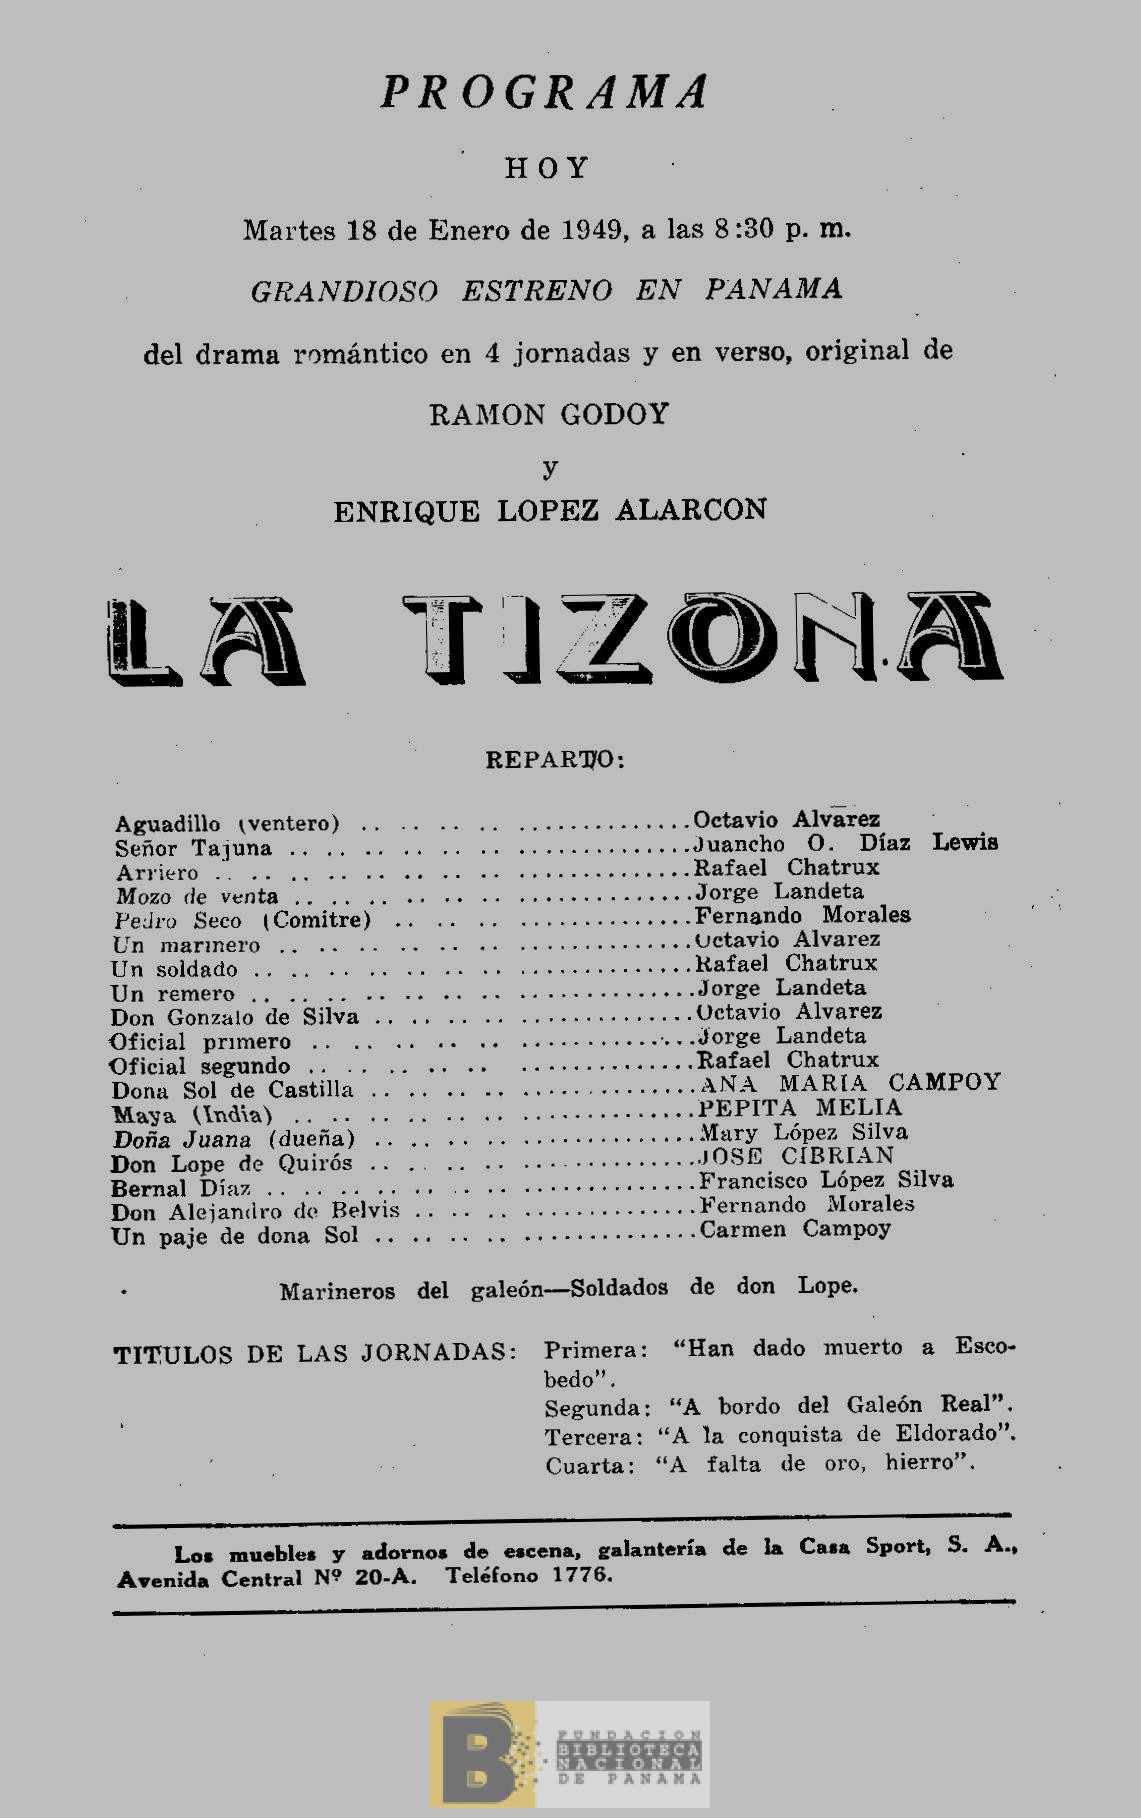 PROGRAMA
HOY
Martes 18 de Enero de 1949, a las 8:30 p. m.
GRANDIOSO ESTRENO EN PANAMA
del drama romántico en 4 jornadas y en verso, original de
RAMON GODOY
y
ENRIQUE LOPEZ ALARCON
LA TIZONA
REPARTO:
Aguadillo (ventero) .. .. .. .. .............. Octavio Alvarez
Señor Tajuna .. .. .. .. .. .. .............. Juancho O. Díaz Lewis
Arriero .. .. .. .. .. .. .. .. .............. Rafael Chatrux
Mozo de venta .. .. .. .. .. .. .............. Jorge Landeta
Pedro Seco (Comitre) .. .. .. .............. Fernando Morales
Un marinero .. .. .. .. .. .. .............. Octavio Alvarez
Un soldado .. .. .. .. .. .. .. .............. Rafael Chatrux
Un remero .. .. .. .. .. .. .. .............. Jorge Landeta
Don Gonzalo de Silva .. .. .. .. .............. Octavio Alvarez
Oficial primero .. .. .. .. .. .............. Jorge Landeta
Oficial segundo .. .. .. .. .. .............. Rafael Chatrux
Dona Sol de Castilla .. .. .. .. .............. ANA MARIA CAMPOY
Maya (India) .. .. .. .. .. .. .............. PEPITA MELIA
Doña Juana (dueña) .. .. .. .. .............. Mary López Silva
Don Lope de Quirós .. .. .. .. .............. JOSE CIBRIAN
Bernal Díaz .. .. .. .. .. .. .. .............. Francisco López Silva
Don Alejandro de Belvis .. .. .. .............. Fernando Morales
Un paje de dona Sol .. .. .. .. .............. Carmen Campoy
Marineros del galeón—Soldados de don Lope.
TITULOS DE LAS JORNADAS: Primera: “Han dado muerto a Esco-
bedo”.
Segunda: “A bordo del Galeón Real”.
Tercera: “A la conquista de Eldorado”.
Cuarta: “A falta de oro, hierro”.
Los muebles y adornos de escena, galantería de la Casa Sport, S. A.,
Avenida Central Nº 20-A. Teléfono 1776.
B
FUNDACION
BIBLIOTECA
NACIONAL
DE PANAMA